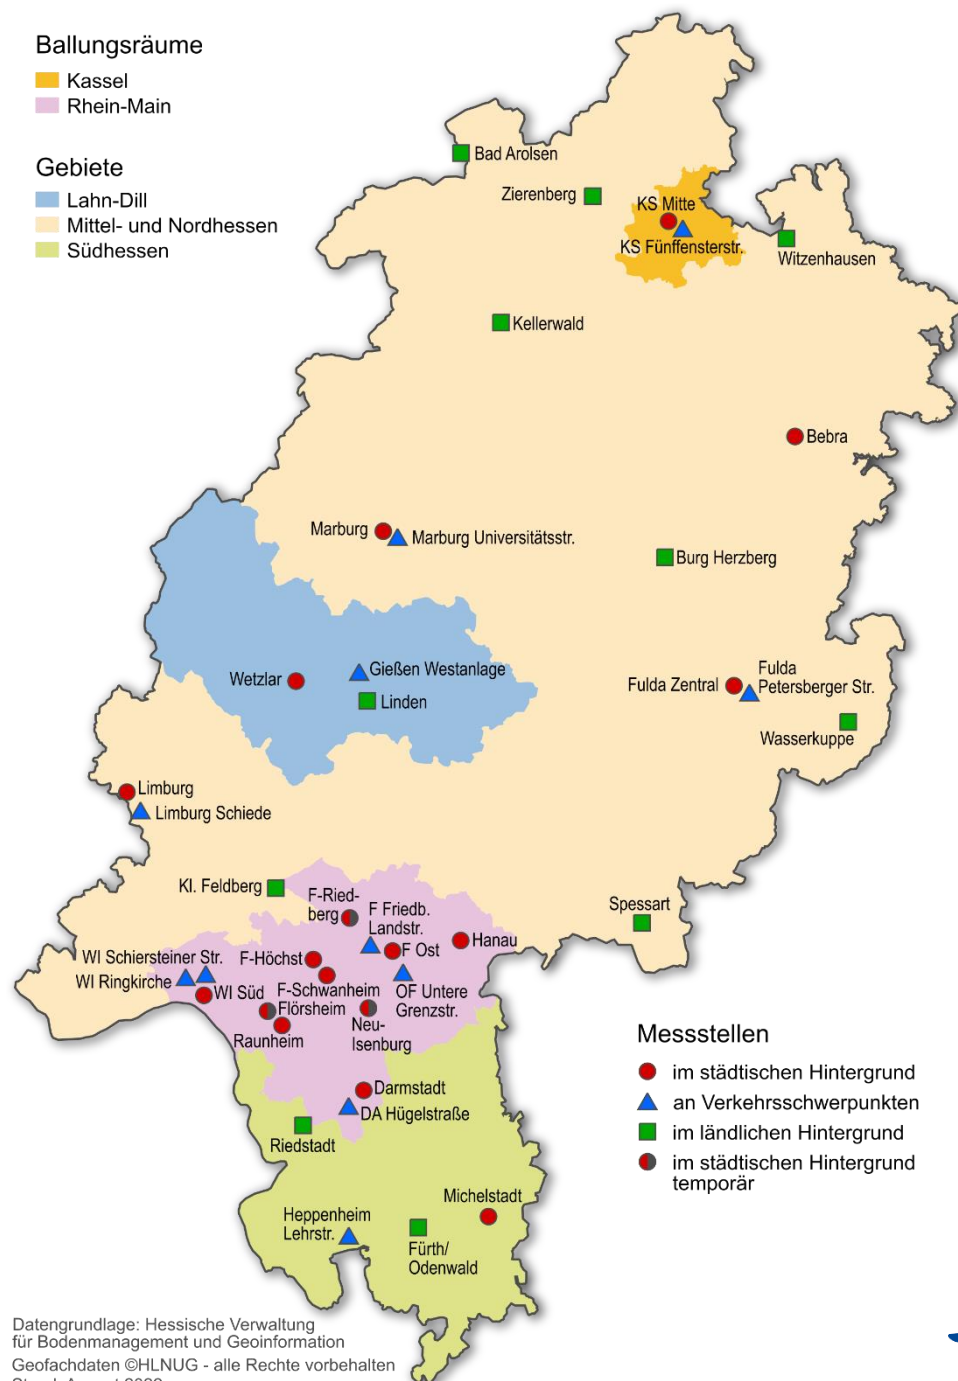 Ballungsräume
Kassel
Rhein-Main
Gebiete
Lahn-Dill
Mittel- und Nordhessen
Südhessen
Bad Arolsen
Zierenberg
KS Mitte
KS Fünffensterstr.
Witzenhausen
Kellerwald
Bebra
Marburg
Marburg Universitätsstr.
Burg Herzberg
Wetzlar
Gießen Westanlage
Linden
Fulda Zentral
Fulda
Petersberger Str.
Wasserkuppe
Limburg
Limburg Schiede
Kl. Feldberg
F-Ried-
berg
F Friedb.
Landstr.
Hanau
F Ost
Spessart
WI Schiersteiner Str.
WI Ringkirche
WI Süd
F-Höchst
F-Schwanheim
Flörsheim
Raunheim
OF Untere
Grenzstr.
Neu-
Isenburg
Darmstadt
DA Hügelstraße
Riedstadt
Michelstadt
Heppenheim
Lehrstr.
Fürth/
Odenwald
Messstellen
im städtischen Hintergrund
an Verkehrsschwerpunkten
im ländlichen Hintergrund
im städtischen Hintergrund
temporär
Datengrundlage: Hessische Verwaltung
für Bodenmanagement und Geoinformation
Geofachdaten ©HLNUG - alle Rechte vorbehalten